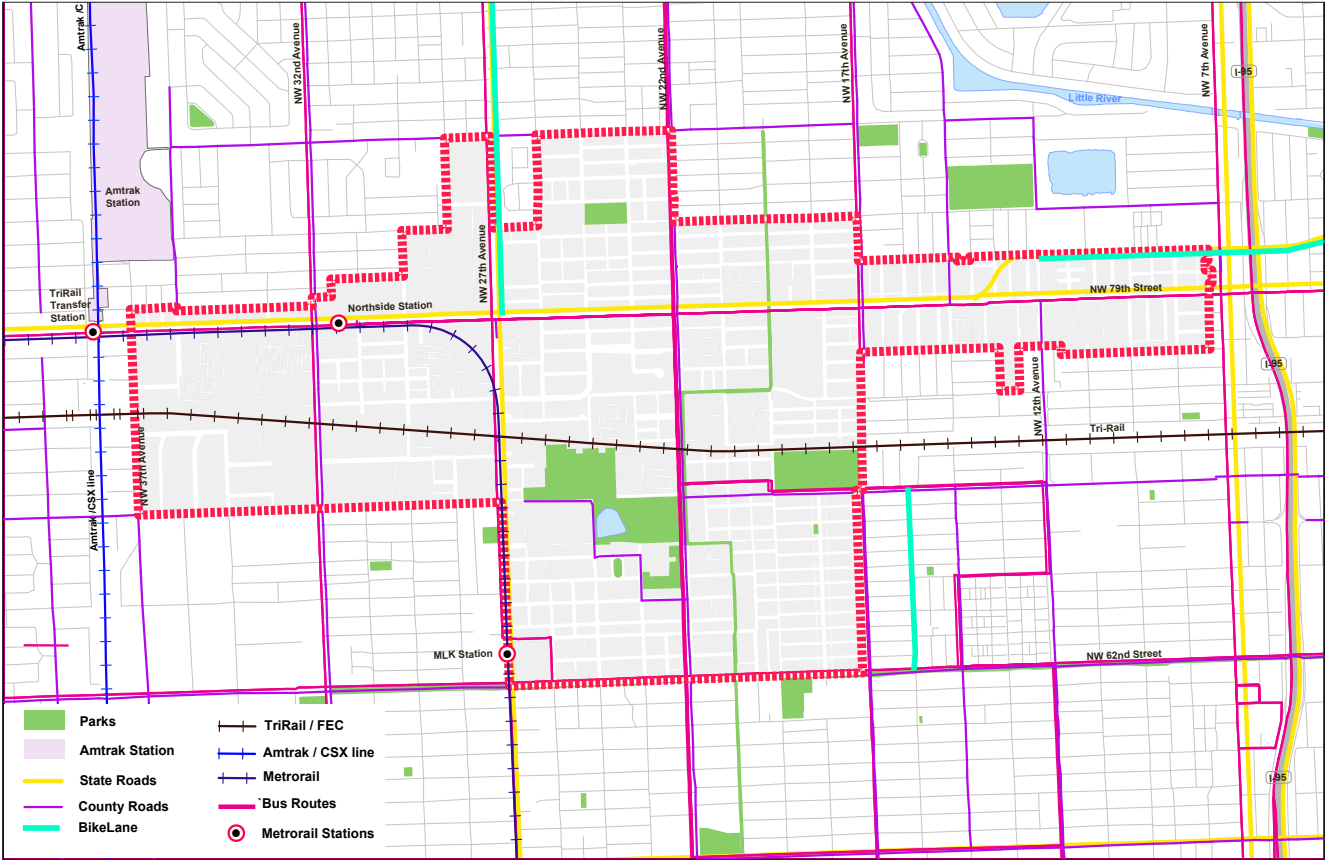 Amtrak /C
NW 32nd Avenue
NW 22nd Avenue
NW 17th Avenue
NW 7th Avenue
I-95
Little River
Amtrak
Station
NW 27th Avenue
TriRail
Transfer
Station
Northside Station
NW 79th Street
I-95
NW 12th Avenue
Tri-Rail
NW 37th Avenue
Amtrak /CSX line
MLK Station
NW 62nd Street
I-95
Parks
Amtrak Station
State Roads
County Roads
BikeLane
TriRail / FEC
Amtrak / CSX line
Metrorail
`Bus Routes
Metrorail Stations